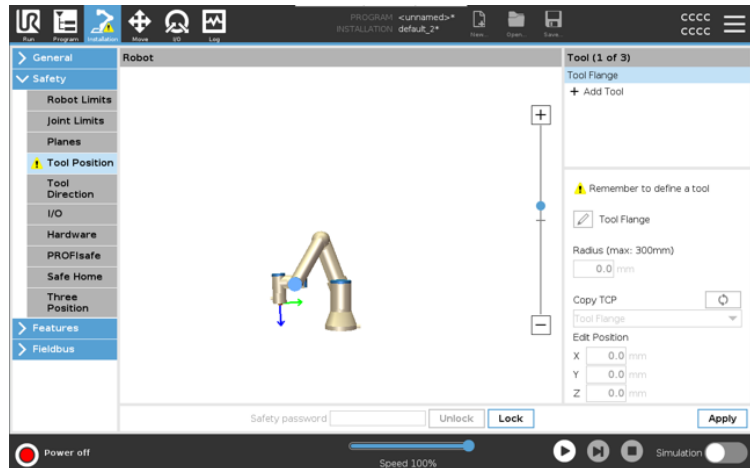 UR
PROGRAM <unnamed>*
INSTALLATION default_2*
Run
Program
Installation
Move
I/O
Log
New...
Open...
Save...
cccc
cccc
General
Safety
Robot Limits
Joint Limits
Planes
Tool Position
Tool
Direction
I/O
Hardware
PROFIsafe
Safe Home
Three
Position
Features
Fieldbus
Robot
Tool (1 of 3)
Tool Flange
+ Add Tool
Remember to define a tool
Tool Flange
Radius (max: 300mm)
0.0 mm
Copy TCP
Tool Flange
Edit Position
X 0.0 mm
Y 0.0 mm
Z 0.0 mm
Safety password
Unlock
Lock
Apply
Power off
Speed 100%
Simulation